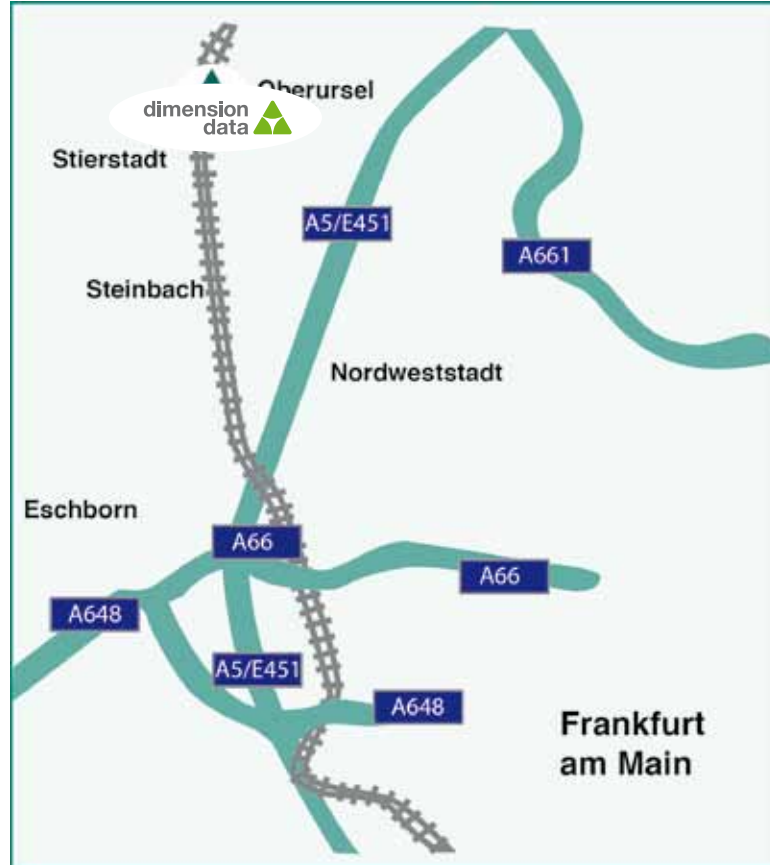 Oberursel
dimension
data
Stierstadt
A5/E451
A661
Steinbach
Nordweststadt
Eschborn
A66
A66
A648
A5/E451
A648
Frankfurt
am Main